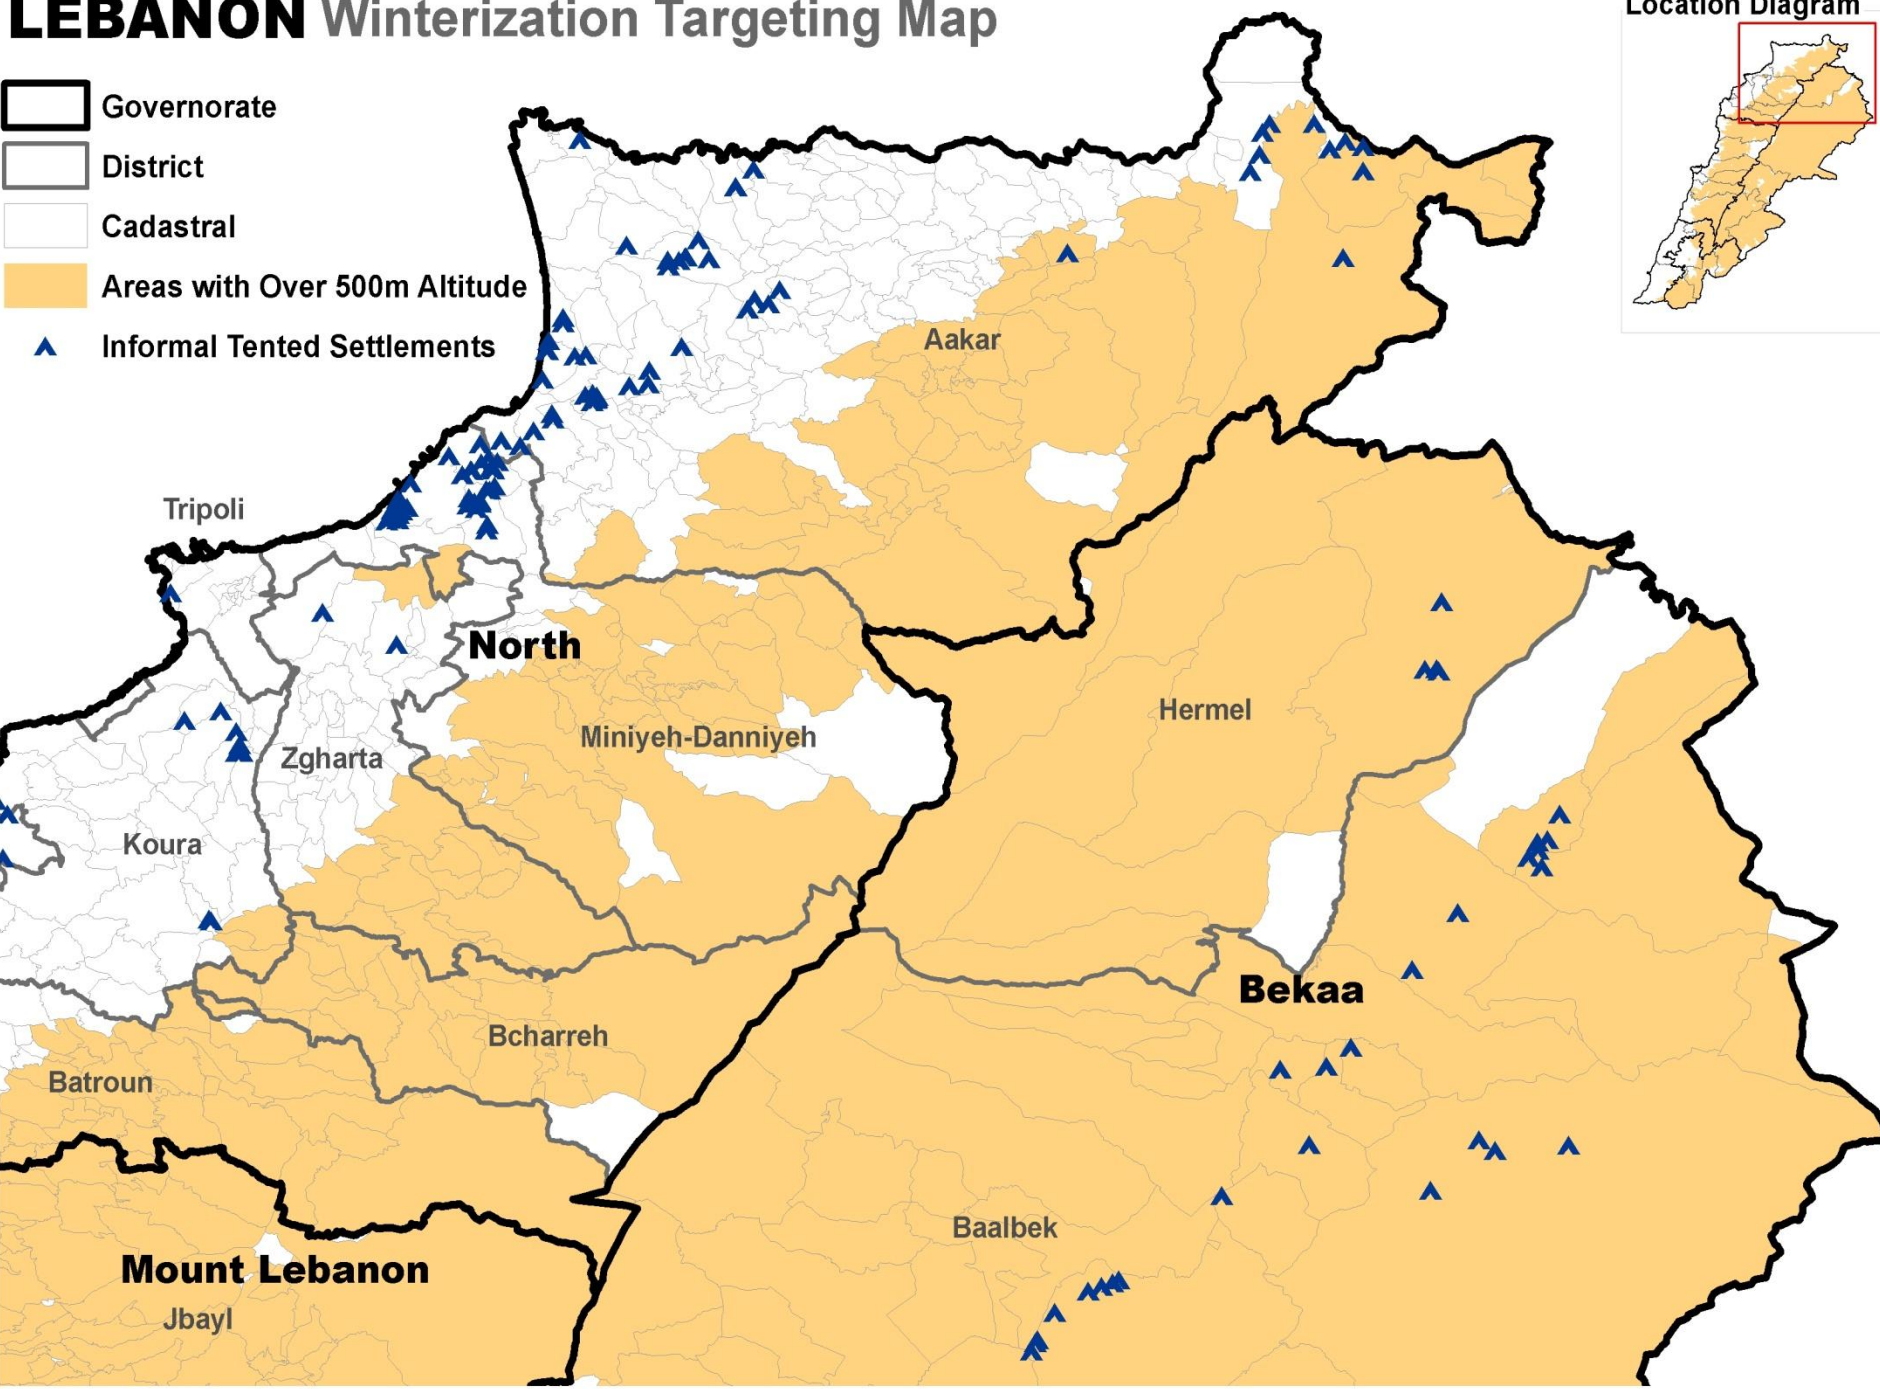 LEBANON Winterization Targeting Map
Location Diagram
Governorate
District
Cadastral
Areas with Over 500m Altitude
Informal Tented Settlements
Aakar
Tripoli
North
Hermel
Miniyeh-Danniyeh
Zgharta
Koura
Bekaa
Bcharreh
Batroun
Baalbek
Mount Lebanon
Jbayl